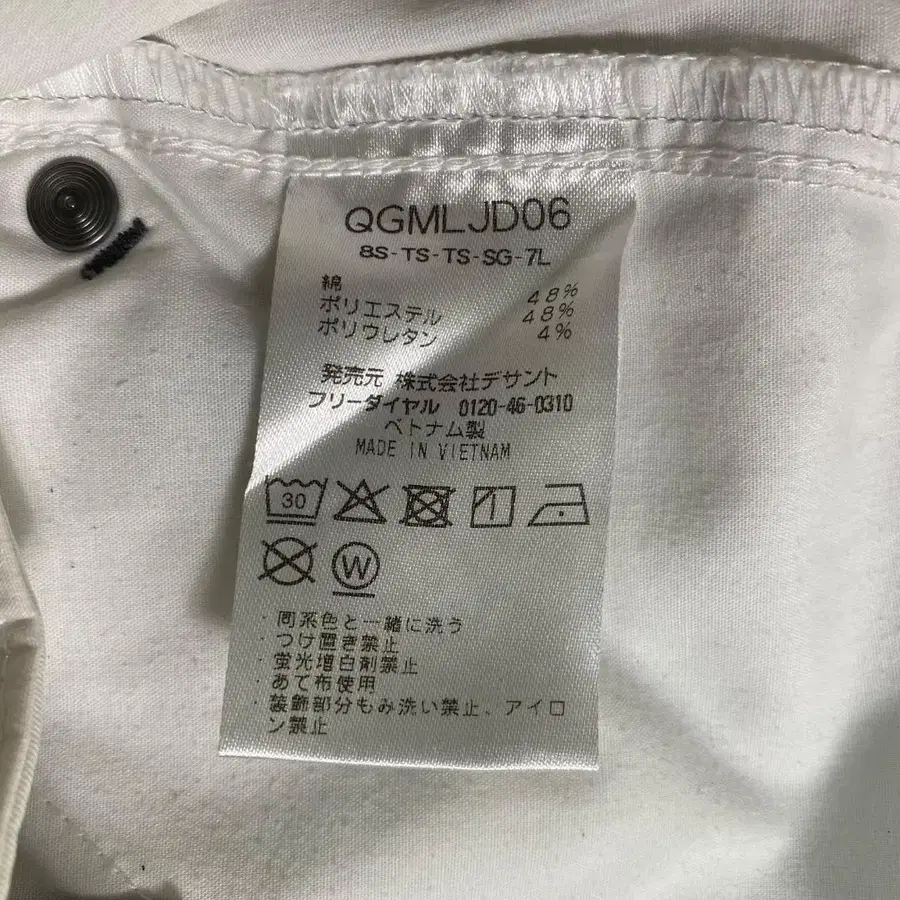 QGMLJD06
8S-TS-TS-SG-7L
綿 48%
ポリエステル 48%
ポリウレタン 4%
発売元 株式会社デサント
フリーダイヤル 0120-46-0310
ベトナム製
MADE IN VIETNAM
30
W
・同系色と一緒に洗う
・つけ置き禁止
・蛍光増白剤禁止
・あて布使用
・装飾部分もみ洗い禁止、アイロ
ン禁止